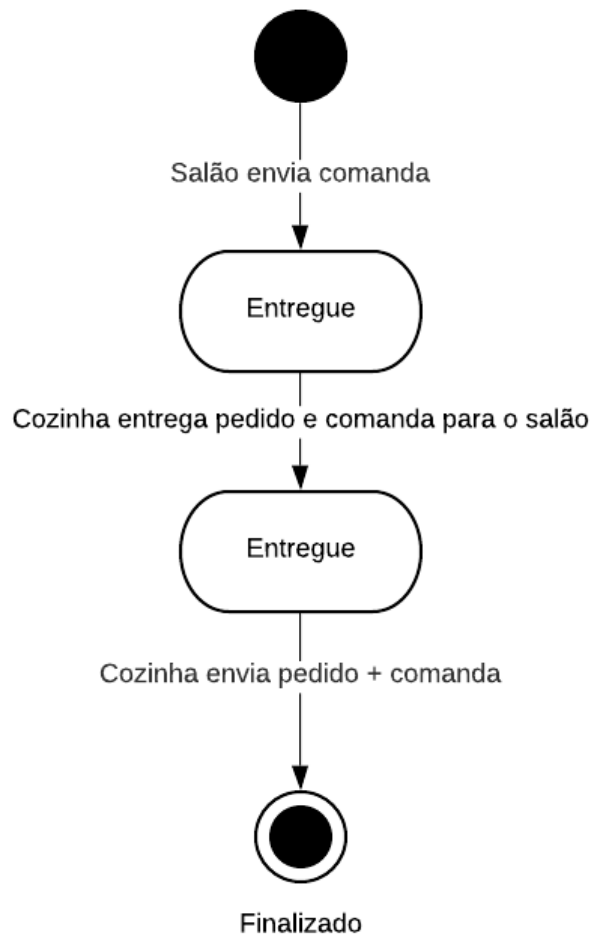 Salão envia comanda
Entregue
Cozinha entrega pedido e comanda para o salão
Entregue
Cozinha envia pedido + comanda
Finalizado